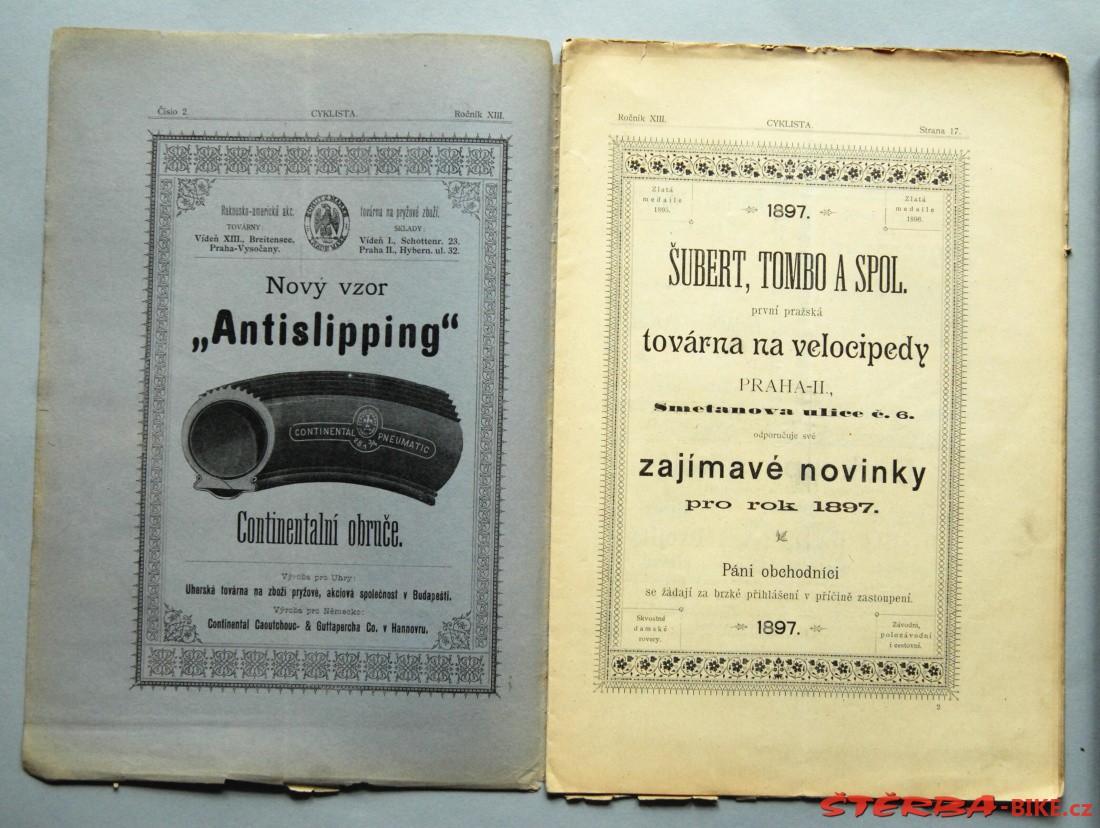 Číslo 2.
CYKLISTA.
Ročník XIII.
Rakousko-americká akc.
TOVÁRNY:
Vídeň XIII., Breitensee,
Praha-Vysočany.
továrna na pryžové zboží.
SKLADY:
Vídeň I., Schottenr. 23.
Praha II., Hybern. ul. 32.
Nový vzor
„Antislipping“
CONTINENTAL PNEUMATIC
Continentalní obruče.
Výroba pro Uhry:
Uherská továrna na zboží pryžové, akciová společnost v Budapešti.
Výroba pro Německo:
Continental Caoutchouc- & Guttapercha Co. v Hannovru.
Ročník XIII.
CYKLISTA.
Strana 17.
Zlatá
medaile
1895.
1897.
Zlatá
medaile
1896.
ŠUBERT, TOMBO A SPOL.
první pražská
továrna na velocipedy
PRAHA-II.,
Smetanova ulice č. 6.
odporučuje své
zajímavé novinky
pro rok 1897.
Páni obchodníci
se žádají za brzké přihlášení v příčině zastoupení.
Skvostné
damské
rovery.
1897.
Závodní,
polozávodní
i cestovní.
2
ŠTĚRBA-BIKE.cz